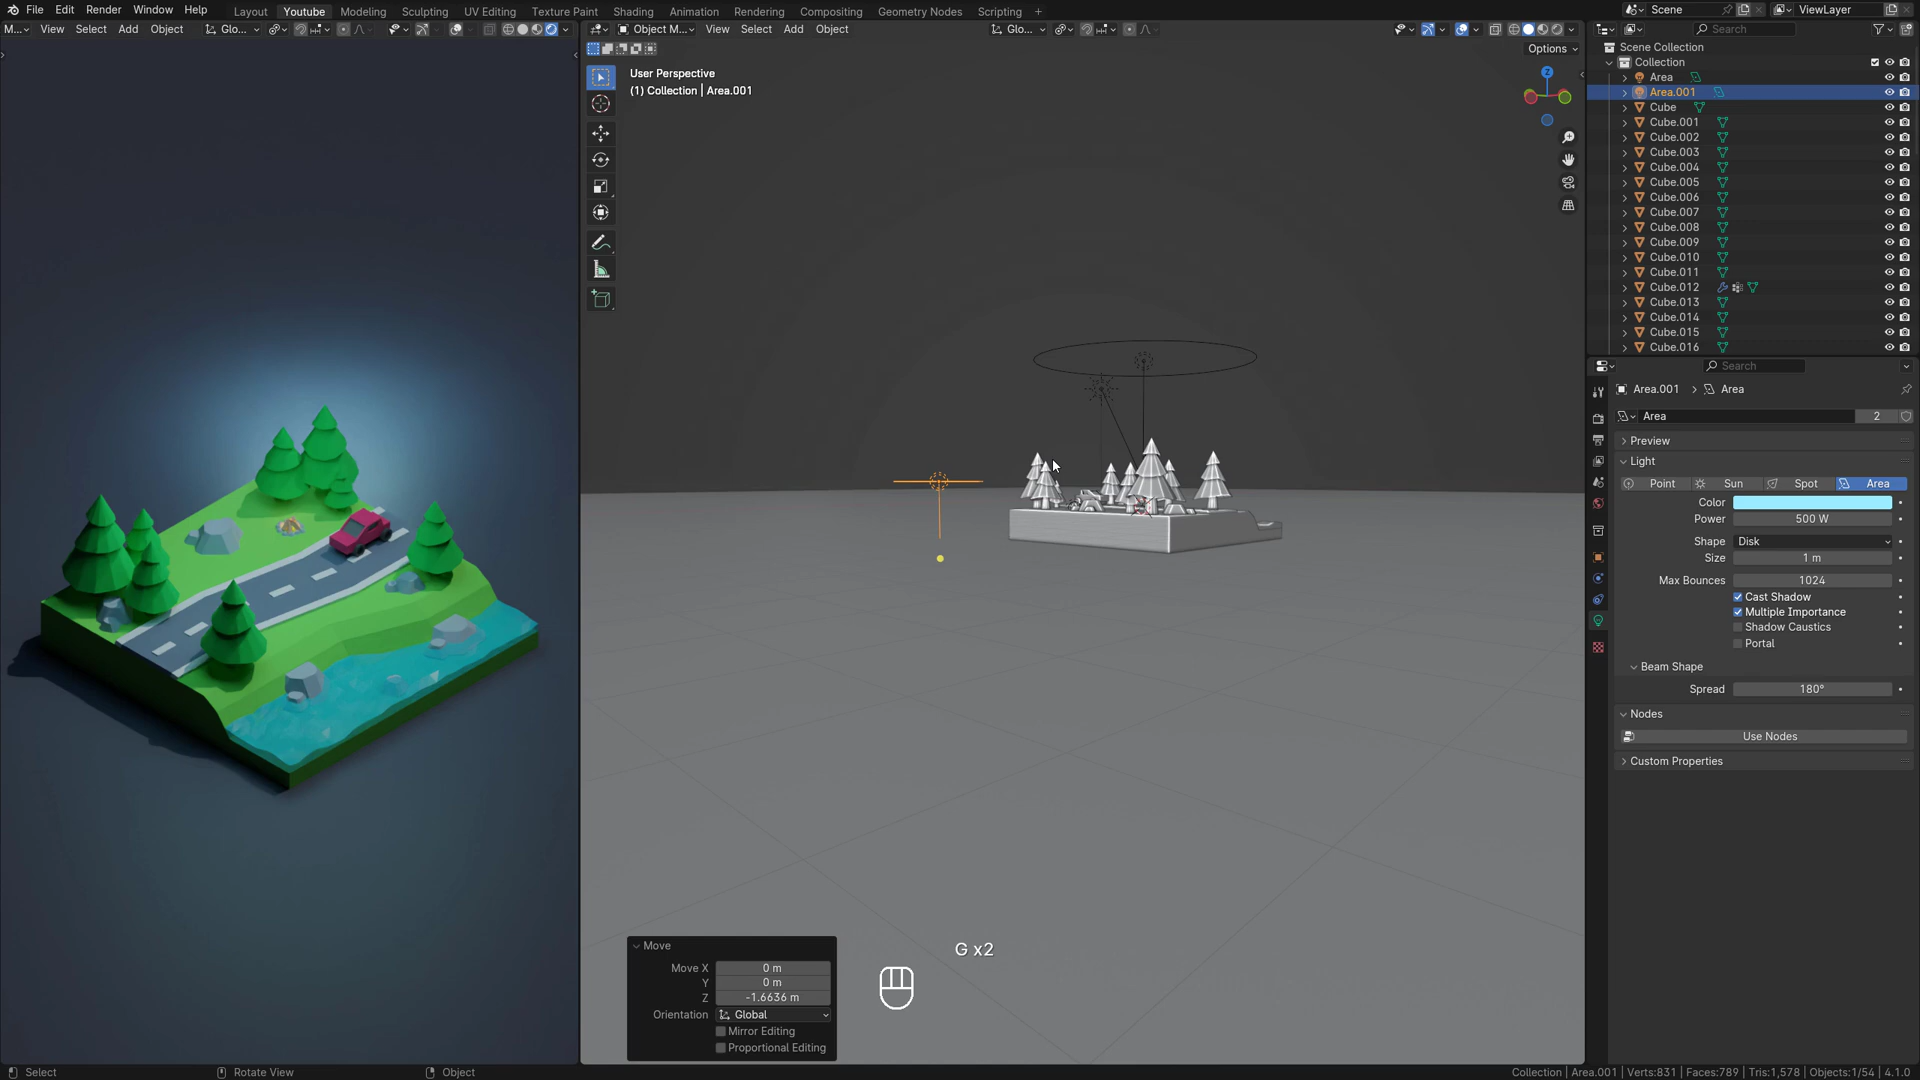 File Edit Render Window Help Layout Youtube Modeling Sculpting UV Editing Texture Paint Shading Animation Rendering Compositing Geometry Nodes Scripting + Scene ViewLayer
M... View Select Add Object Glo... Object M... View Select Add Object Glo... Search
Options
Scene Collection
Collection
User Perspective
(1) Collection | Area.001
Area
Area.001
Cube
Cube.001
Cube.002
Cube.003
Cube.004
Cube.005
Cube.006
Cube.007
Cube.008
Cube.009
Cube.010
Cube.011
Cube.012
Cube.013
Cube.014
Cube.015
Cube.016
Z
Search
Area.001 > Area
Area 2
Preview
Light
Point Sun Spot Area
Color
Power 500 W
Shape Disk
Size 1 m
Max Bounces 1024
Cast Shadow
Multiple Importance
Shadow Caustics
Portal
Beam Shape
Spread 180°
Nodes
Use Nodes
Custom Properties
Move
Move X 0 m
Y 0 m
Z -1.6636 m
Orientation Global
Mirror Editing
Proportional Editing
G x2
Select Rotate View Object Collection | Area.001 | Verts:831 | Faces:789 | Tris:1,578 | Objects:1/54 | 4.1.0